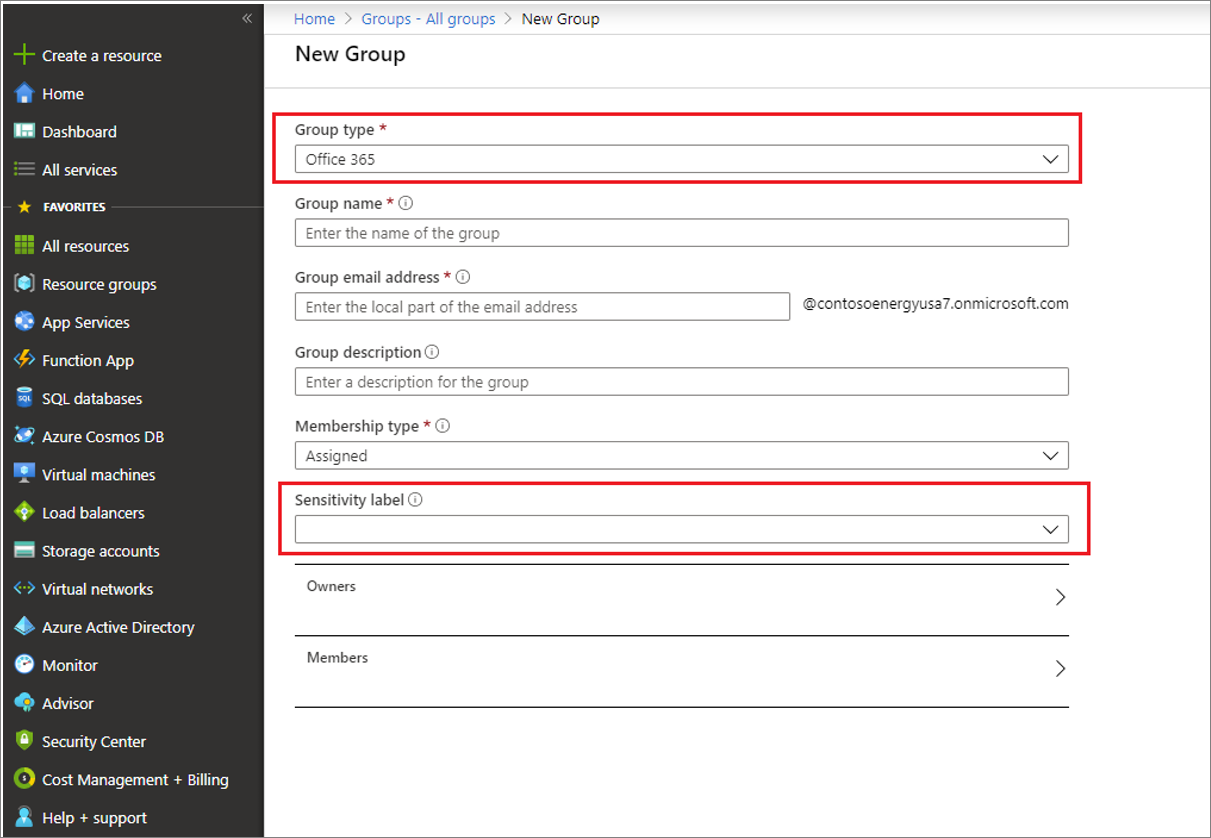 «
Create a resource
Home
Dashboard
All services
FAVORITES
All resources
Resource groups
App Services
Function App
SQL databases
Azure Cosmos DB
Virtual machines
Load balancers
Storage accounts
Virtual networks
Azure Active Directory
Monitor
Advisor
Security Center
Cost Management + Billing
Help + support
Home > Groups - All groups > New Group
New Group
Group type *
Office 365
Group name *
Enter the name of the group
Group email address *
Enter the local part of the email address @contosoenergyusa7.onmicrosoft.com
Group description
Enter a description for the group
Membership type *
Assigned
Sensitivity label
Owners
Members